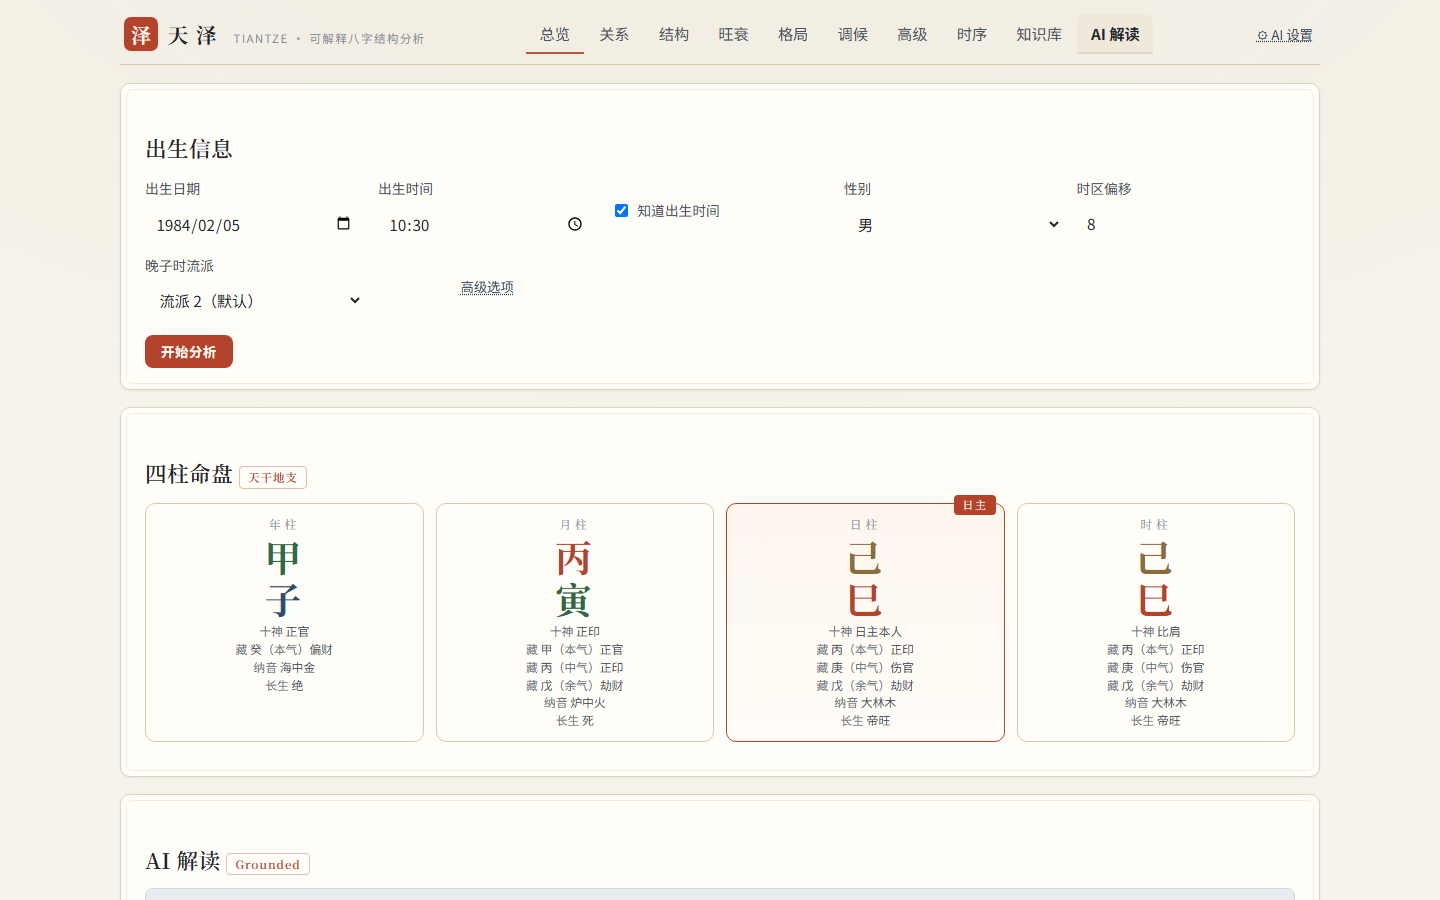 泽 天泽 TIANTZE • 可解释八字结构分析 总览 关系 结构 旺衰 格局 调候 高级 时序 知识库 AI 解读 ⚙ AI 设置
出生信息
出生日期 出生时间 性别 时区偏移
1984/02/05 10:30 知道出生时间 男 8
晚子时流派
流派 2（默认） 高级选项
开始分析
四柱命盘 天干地支
年柱
甲
子
十神 正官
藏 癸（本气）偏财
纳音 海中金
长生 绝
月柱
丙
寅
十神 正印
藏 甲（本气）正官
藏 丙（中气）正印
藏 戊（余气）劫财
纳音 炉中火
长生 死
日主
日柱
己
巳
十神 日主本人
藏 丙（本气）正印
藏 庚（中气）伤官
藏 戊（余气）劫财
纳音 大林木
长生 帝旺
时柱
己
巳
十神 比肩
藏 丙（本气）正印
藏 庚（中气）伤官
藏 戊（余气）劫财
纳音 大林木
长生 帝旺
AI 解读 Grounded